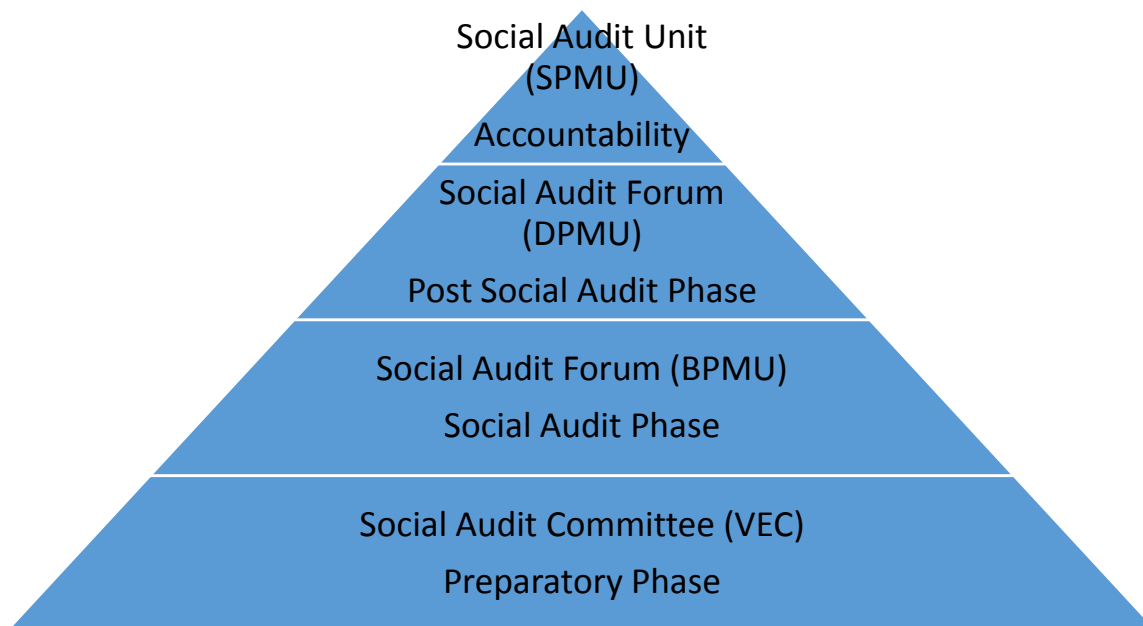 Social Audit Unit
(SPMU)
Accountability
Social Audit Forum
(DPMU)
Post Social Audit Phase
Social Audit Forum (BPMU)
Social Audit Phase
Social Audit Committee (VEC)
Preparatory Phase